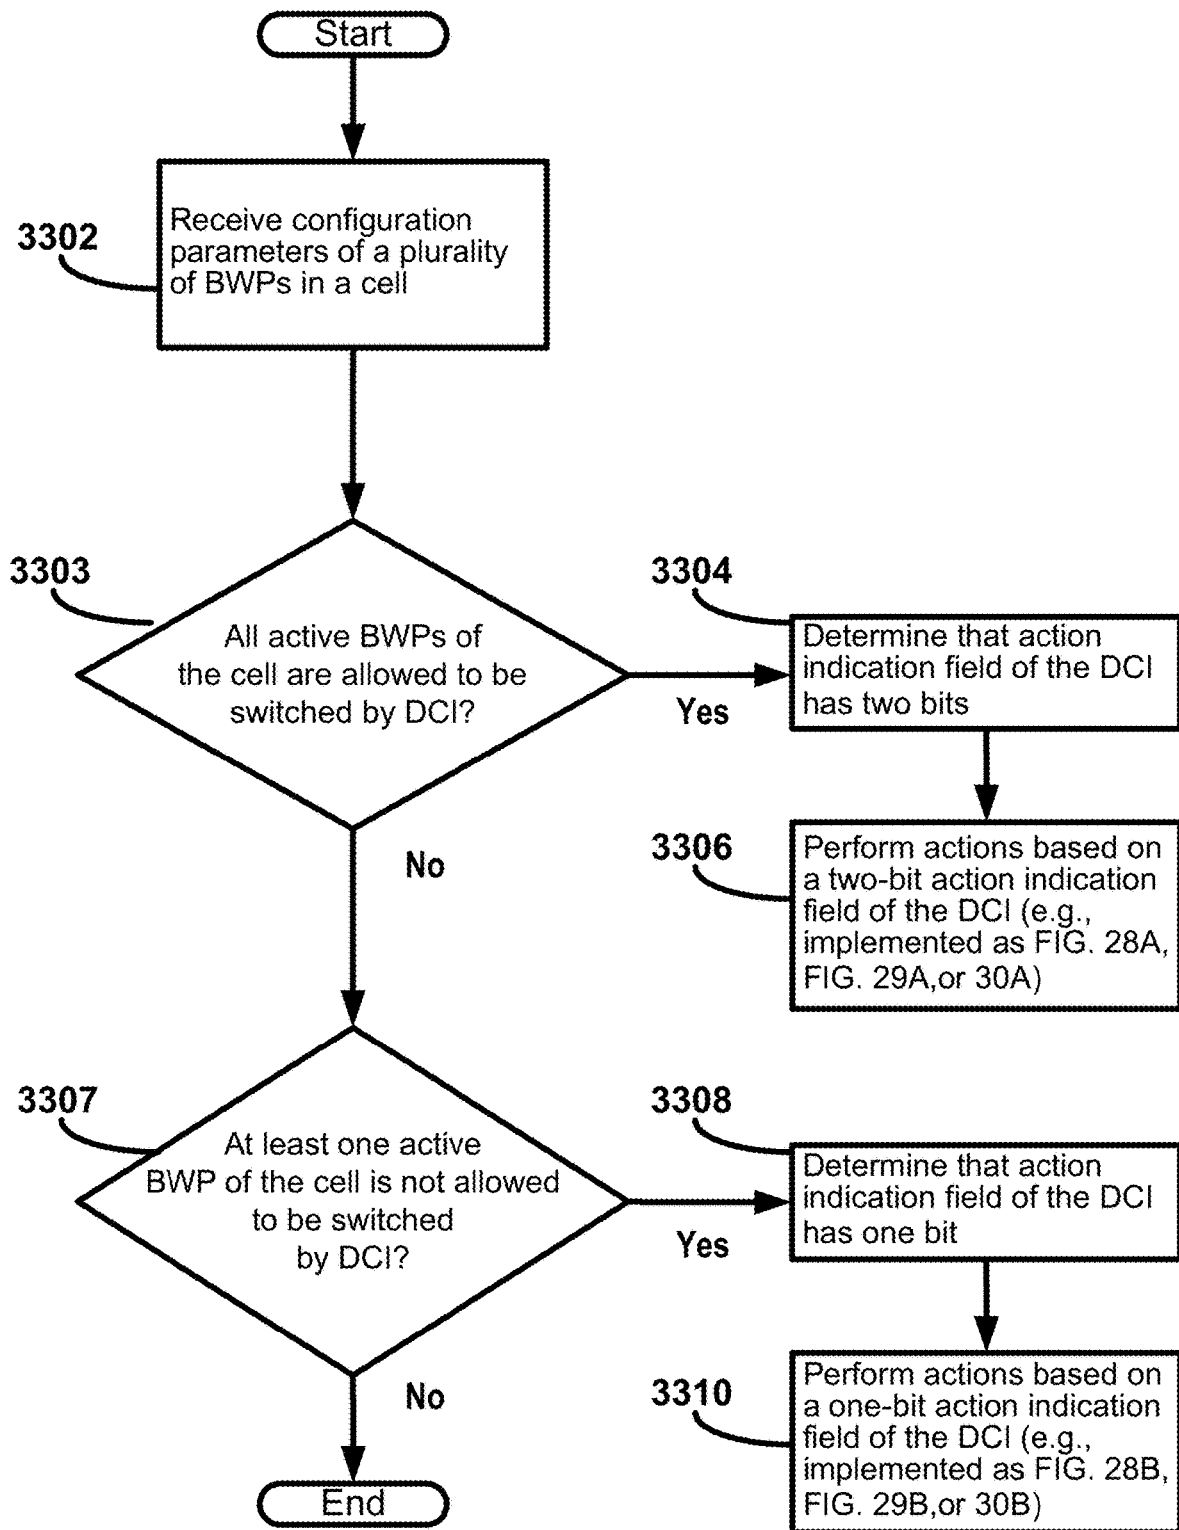 Start
3302
Receive configuration
parameters of a plurality
of BWPs in a cell
3303
All active BWPs of
the cell are allowed to be
switched by DCI?
Yes
No
3304
Determine that action
indication field of the DCI
has two bits
3306
Perform actions based on
a two-bit action indication
field of the DCI (e.g.,
implemented as FIG. 28A,
FIG. 29A,or 30A)
3307
At least one active
BWP of the cell is not allowed
to be switched
by DCI?
Yes
No
3308
Determine that action
indication field of the DCI
has one bit
3310
Perform actions based on
a one-bit action indication
field of the DCI (e.g.,
implemented as FIG. 28B,
FIG. 29B,or 30B)
End